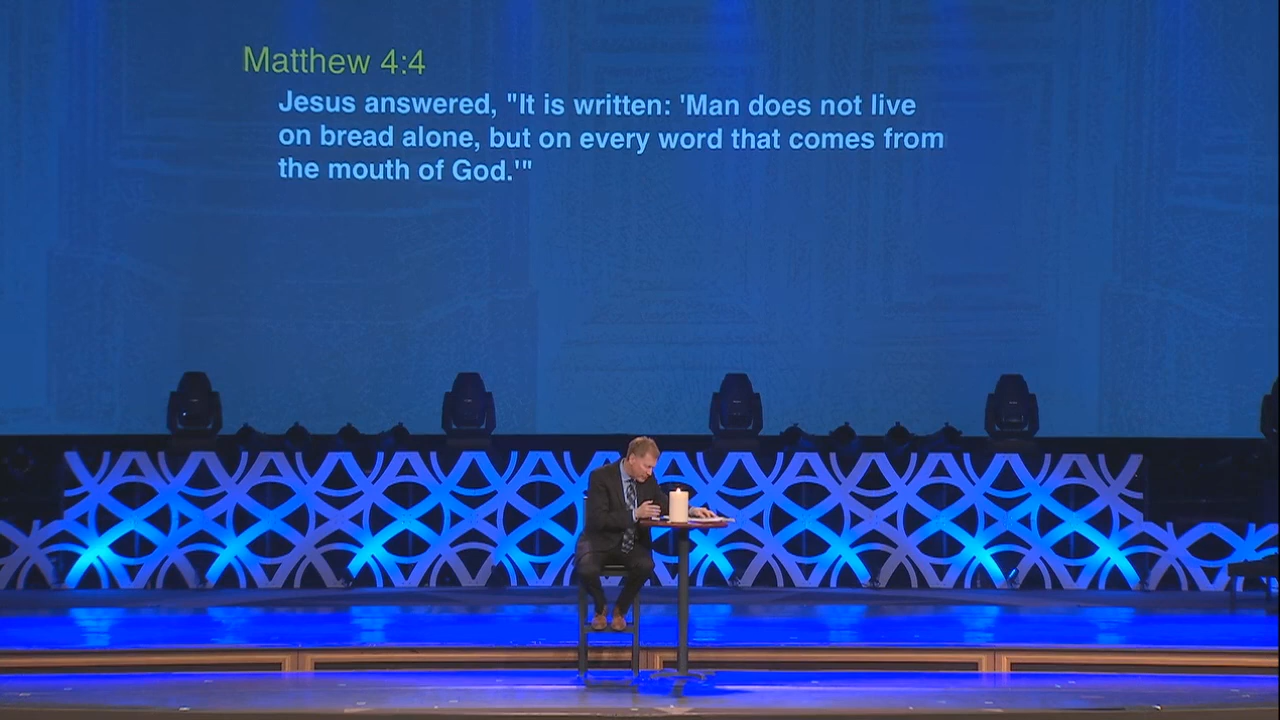 Matthew 4:4
Jesus answered, "It is written: 'Man does not live
on bread alone, but on every word that comes from
the mouth of God.'"